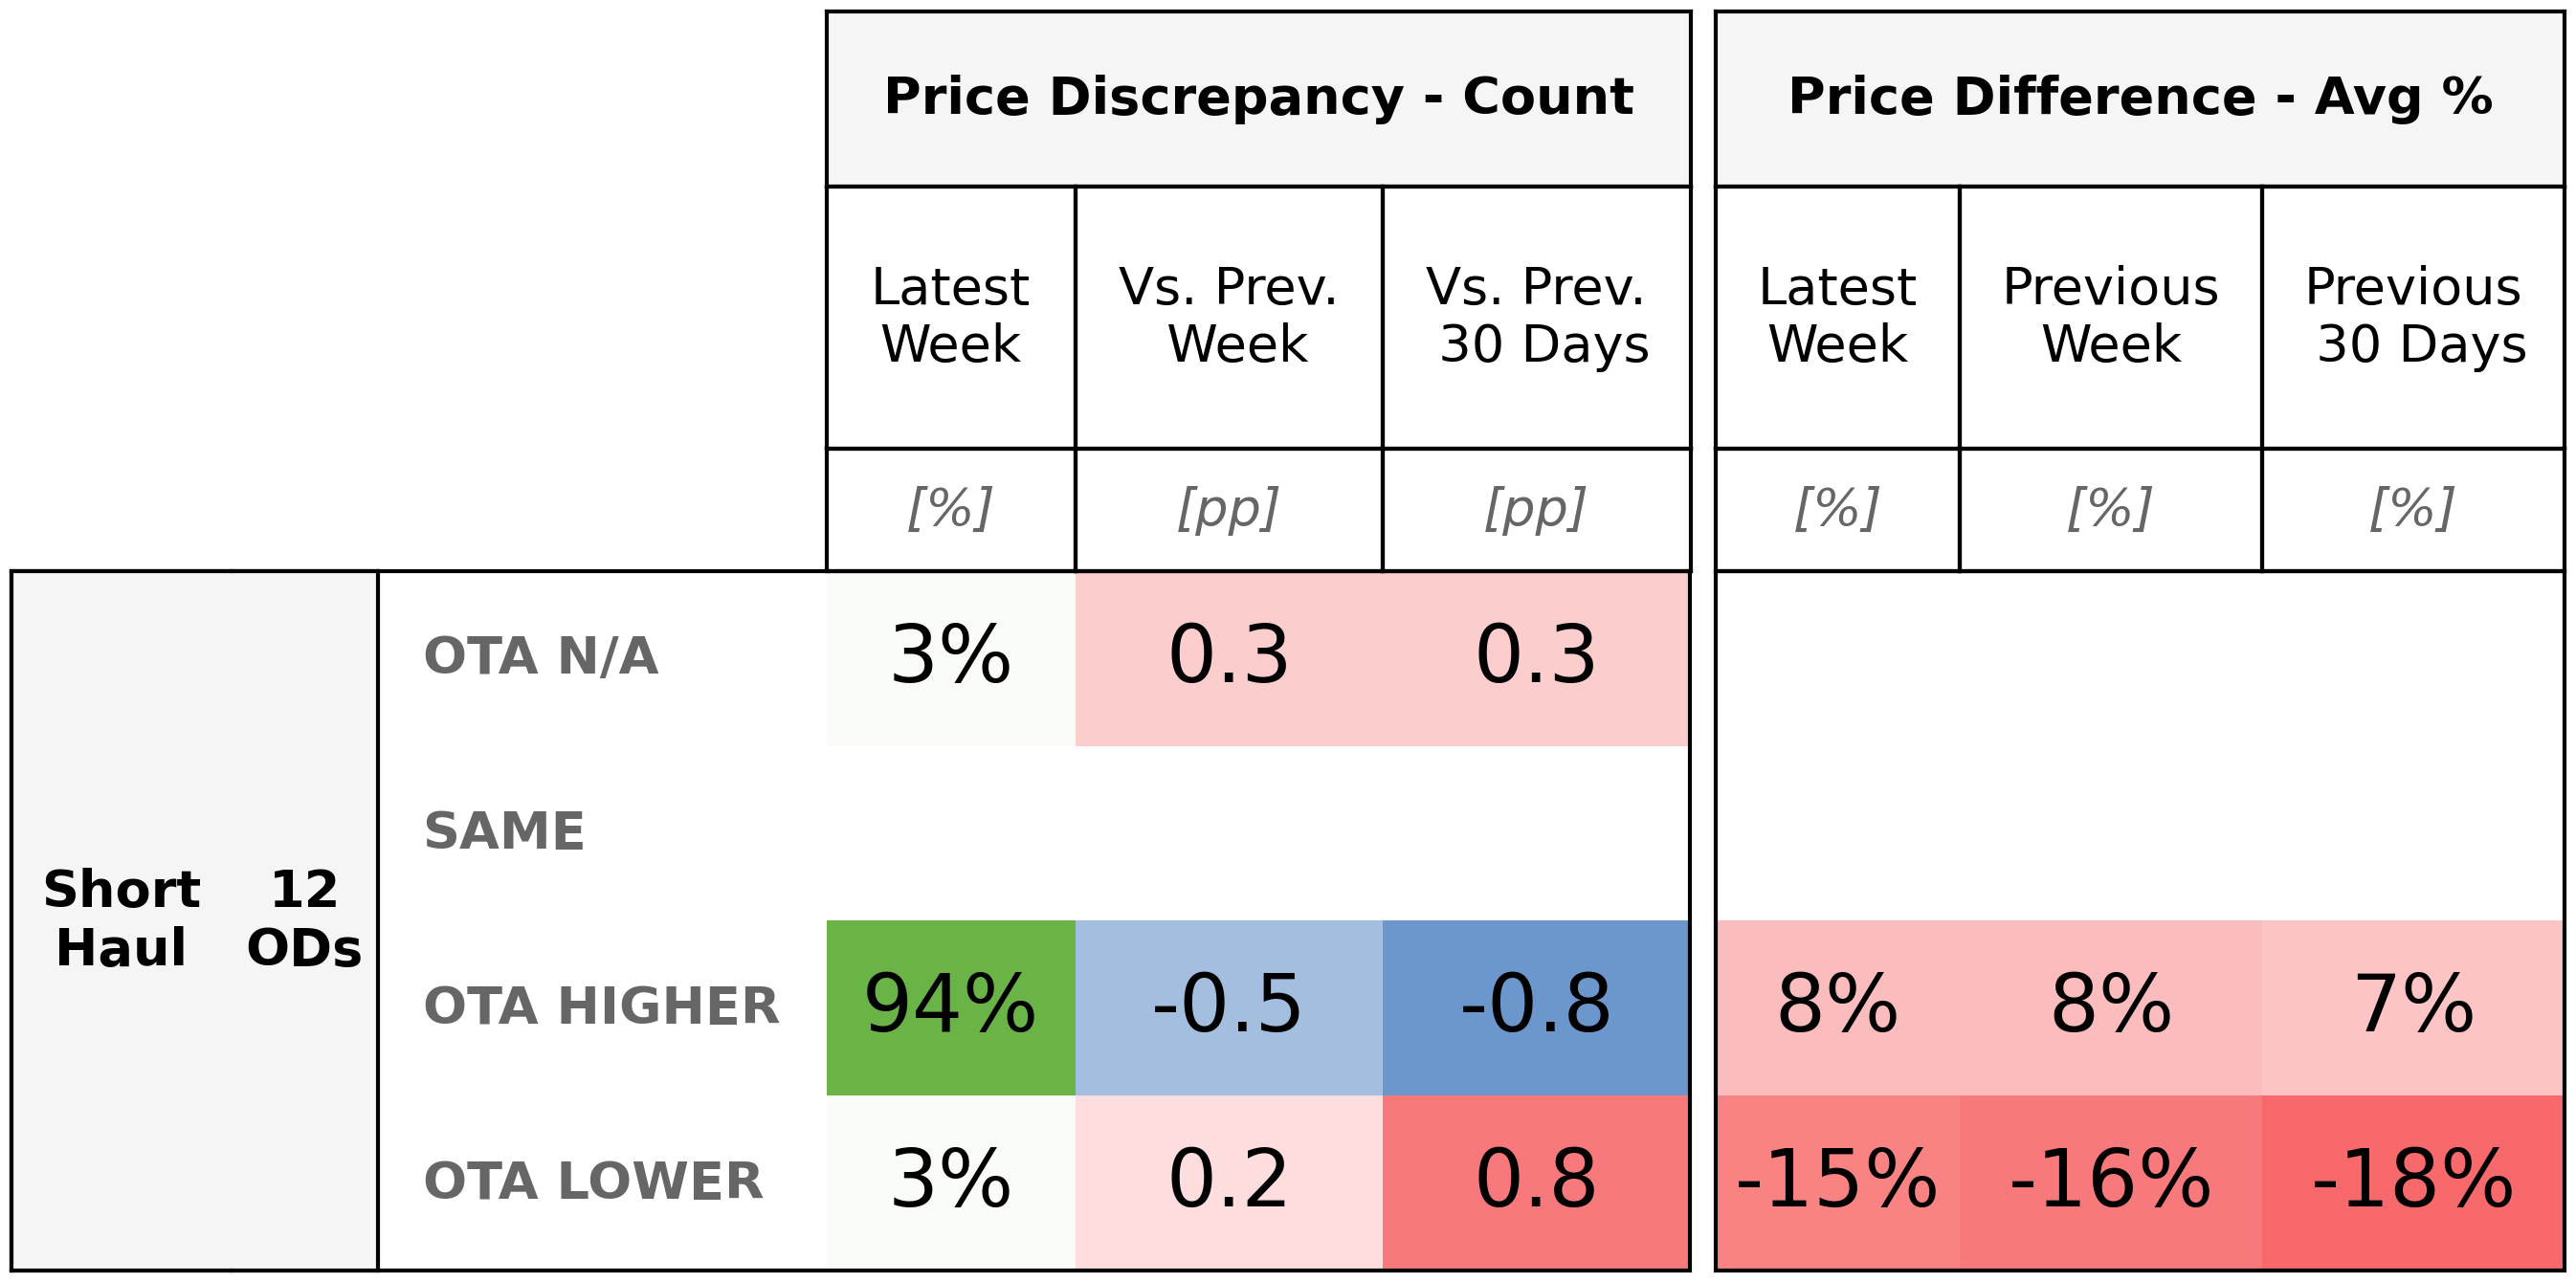 Price Discrepancy - Count Price Difference - Avg %
Latest Week Vs. Prev. Week Vs. Prev. 30 Days Latest Week Previous Week Previous 30 Days
[%] [pp] [pp] [%] [%] [%]
Short Haul 12 ODs
OTA N/A 3% 0.3 0.3
SAME
OTA HIGHER 94% -0.5 -0.8 8% 8% 7%
OTA LOWER 3% 0.2 0.8 -15% -16% -18%